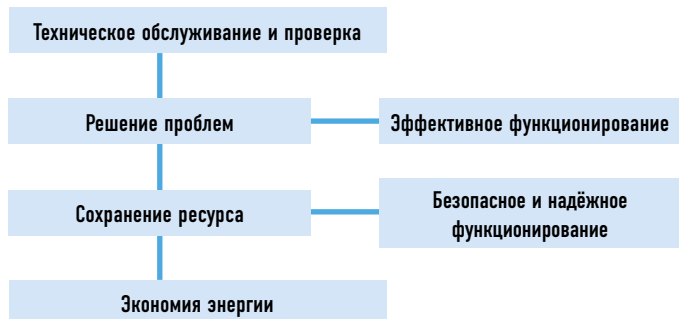 Техническое обслуживание и проверка
Решение проблем
Эффективное функционирование
Сохранение ресурса
Безопасное и надёжное
функционирование
Экономия энергии